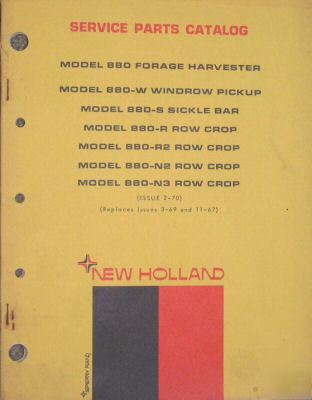 SERVICE PARTS CATALOG
MODEL 880 FORAGE HARVESTER
MODEL 880-W WINDROW PICKUP
MODEL 880-S SICKLE BAR
MODEL 880-R ROW CROP
MODEL 880-R2 ROW CROP
MODEL 880-N2 ROW CROP
MODEL 880-N3 ROW CROP
(ISSUE 2-70)
(Replaces Issues 3-69 and 11-67)
NEW HOLLAND
SPERRY RAND